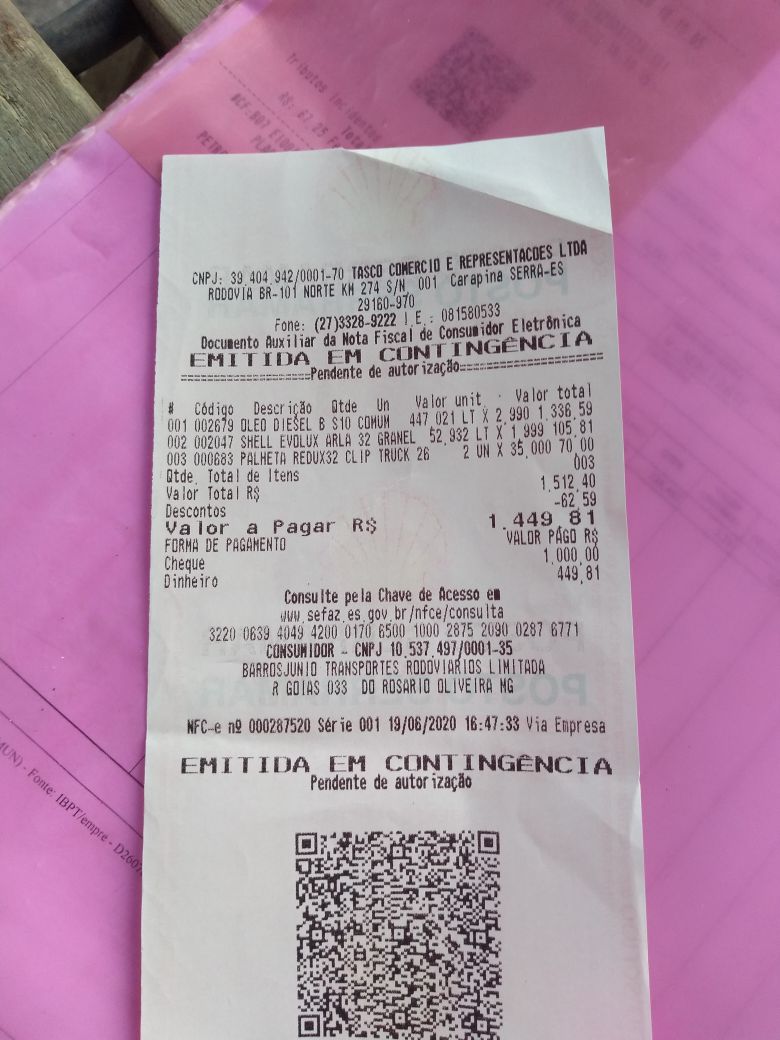 Tributos Incidentes
CNPJ: 39.404.942/0001-70 TASCO COMERCIO E REPRESENTACOES LTDA
RODOVIA BR-101 NORTE KM 274 S/N, 001 Carapina SERRA-ES
29160-970
Fone: (27)3328-9222 I.E.: 081580533
Documento Auxiliar da Nota Fiscal de Consumidor Eletrônica
EMITIDA EM CONTINGÊNCIA
Pendente de autorização
# Código Descrição Qtde Un Valor unit. Valor total
001 002679 OLEO DIESEL B S10 COMUM 447,021 LT X 2,990 1.336,59
002 002047 SHELL EVOLUX ARLA 32 GRANEL 52,932 LT X 1,999 105,81
003 000683 PALHETA REDUX32 CLIP TRUCK 26 2 UN X 35,000 70,00
Qtde. Total de Itens 003
Valor Total R$ 1.512,40
Descontos -62,59
Valor a Pagar R$ 1.449,81
FORMA DE PAGAMENTO VALOR PAGO R$
Cheque 1.000,00
Dinheiro 449,81
Consulte pela Chave de Acesso em
www.sefaz.es.gov.br/nfce/consulta
3220 0639 4049 4200 0170 6500 1000 2875 2090 0287 6771
CONSUMIDOR - CNPJ 10.537.497/0001-35
BARROSJUNIO TRANSPORTES RODOVIARIOS LIMITADA
R GOIAS 033 DO ROSARIO OLIVEIRA MG
NFC-e nº 000287520 Série 001 19/06/2020 16:47:33 Via Empresa
EMITIDA EM CONTINGÊNCIA
Pendente de autorização
- Fonte: IBPT/empre -